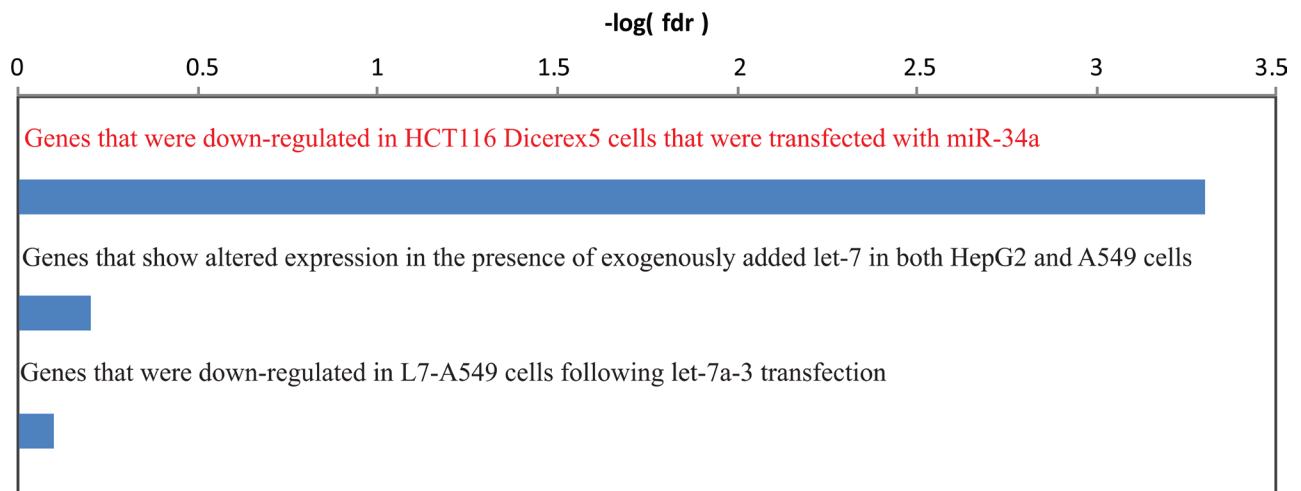 -log( fdr )
0 0.5 1 1.5 2 2.5 3 3.5
Genes that were down-regulated in HCT116 Dicerex5 cells that were transfected with miR-34a
Genes that show altered expression in the presence of exogenously added let-7 in both HepG2 and A549 cells
Genes that were down-regulated in L7-A549 cells following let-7a-3 transfection